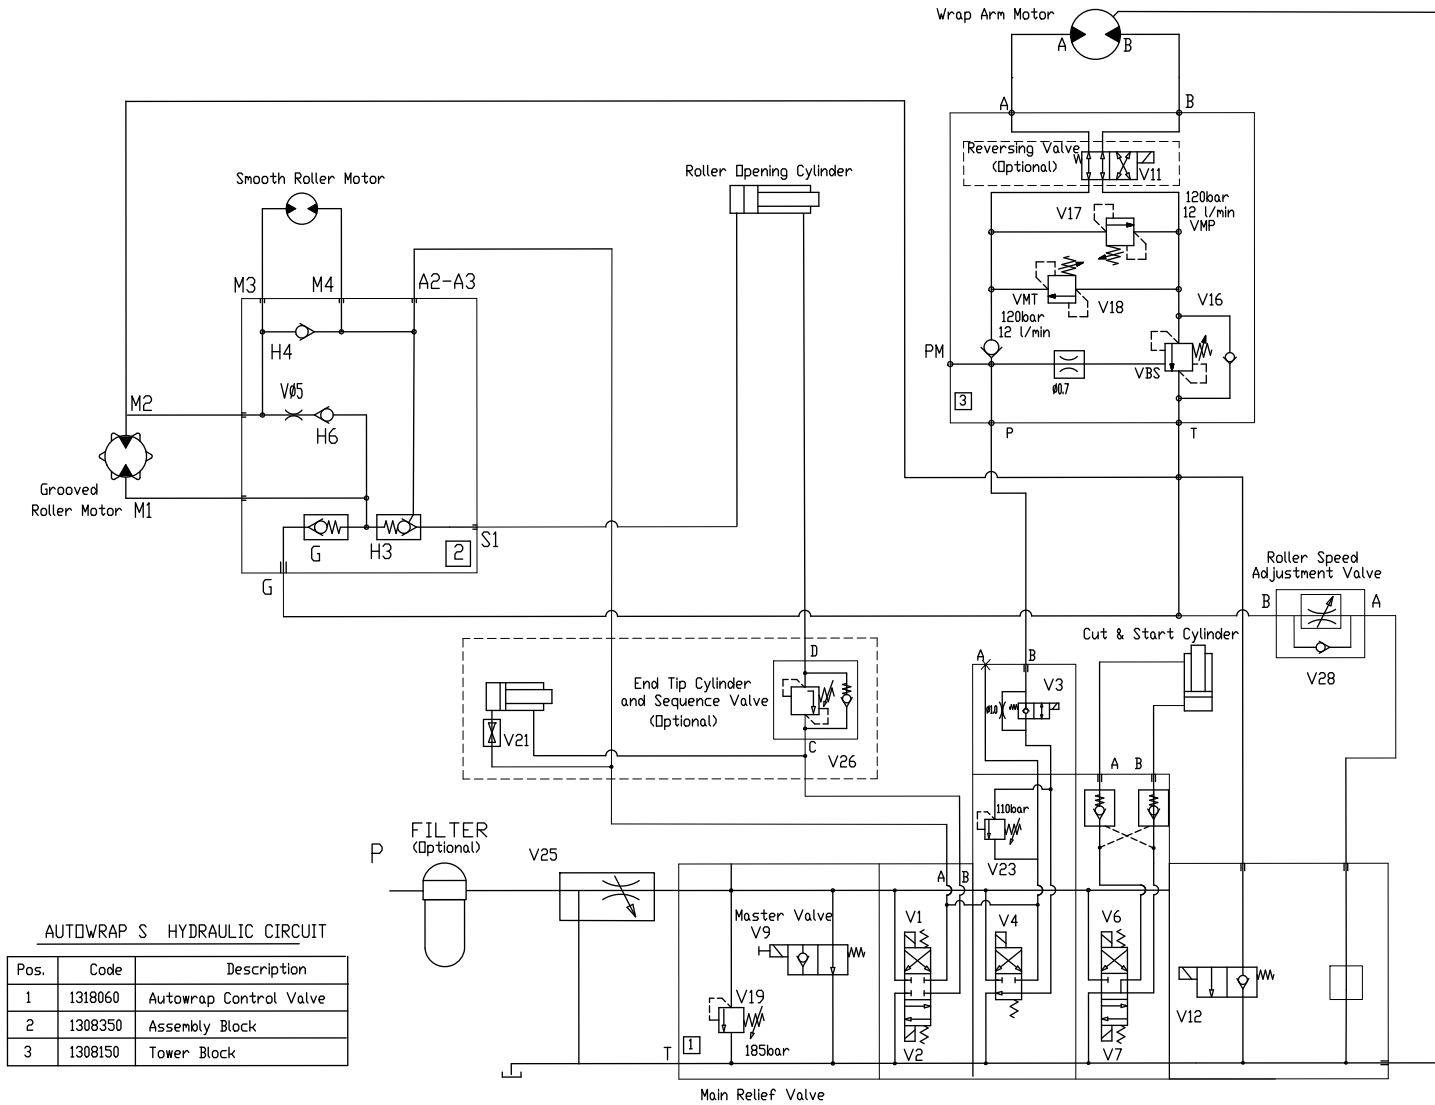 Wrap Arm Motor
A
B
A
B
Reversing Valve
(Optional)
V11
120bar
12 l/min
VMP
V17
VMT
V18
V16
120bar
12 l/min
PM
VBS
Ø0.7
3
P
T
Smooth Roller Motor
Roller Opening Cylinder
M3
M4
A2-A3
H4
VØ5
M2
H6
Grooved
Roller Motor
M1
G
H3
2
S1
G
Roller Speed
Adjustment Valve
B
A
V28
Cut & Start Cylinder
D
End Tip Cylinder
and Sequence Valve
(Optional)
V21
C
V26
A
B
V3
Ø1.0
A
B
110bar
V23
FILTER
(Optional)
P
V25
A
B
Master Valve
V9
V1
V4
V6
V19
185bar
V2
V7
V12
T
1
Main Relief Valve
AUTOWRAP S HYDRAULIC CIRCUIT
Pos. Code Description
1 1318060 Autowrap Control Valve
2 1308350 Assembly Block
3 1308150 Tower Block